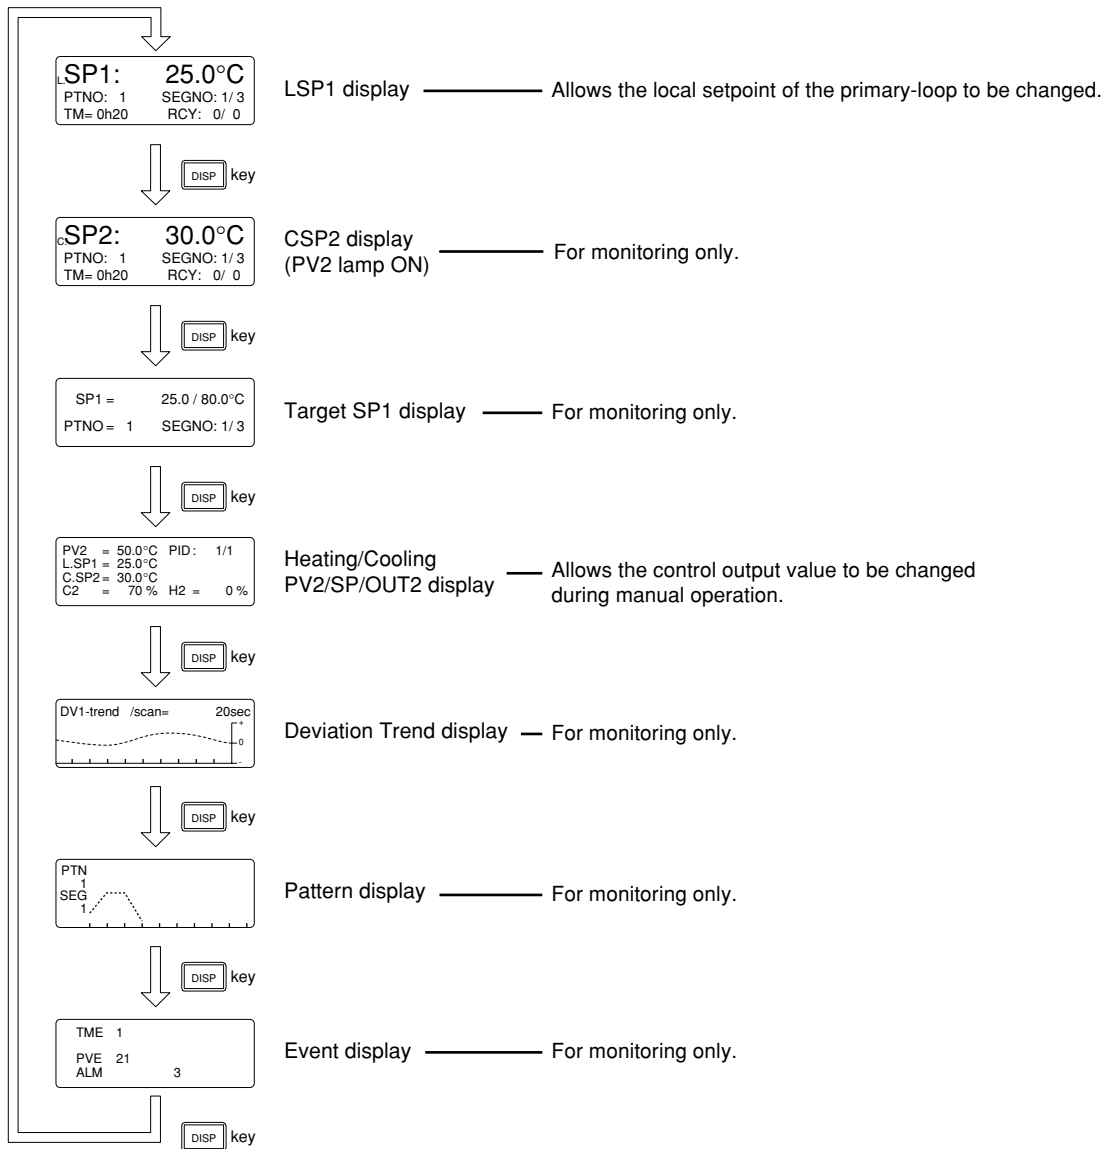 L.SP1: 25.0°C
PTNO: 1 SEGNO: 1/ 3
TM= 0h20 RCY: 0/ 0
LSP1 display
Allows the local setpoint of the primary-loop to be changed.
DISP key
C.SP2: 30.0°C
PTNO: 1 SEGNO: 1/ 3
TM= 0h20 RCY: 0/ 0
CSP2 display
(PV2 lamp ON)
For monitoring only.
DISP key
SP1 = 25.0 / 80.0°C
PTNO = 1 SEGNO: 1/ 3
Target SP1 display
For monitoring only.
DISP key
PV2 = 50.0°C PID : 1/1
L.SP1 = 25.0°C
C.SP2 = 30.0°C
C2 = 70 % H2 = 0 %
Heating/Cooling
PV2/SP/OUT2 display
Allows the control output value to be changed
during manual operation.
DISP key
DV1-trend /scan= 20sec
+
0
-
Deviation Trend display
For monitoring only.
DISP key
PTN
1
SEG
1
Pattern display
For monitoring only.
DISP key
TME 1
PVE 21
ALM 3
Event display
For monitoring only.
DISP key